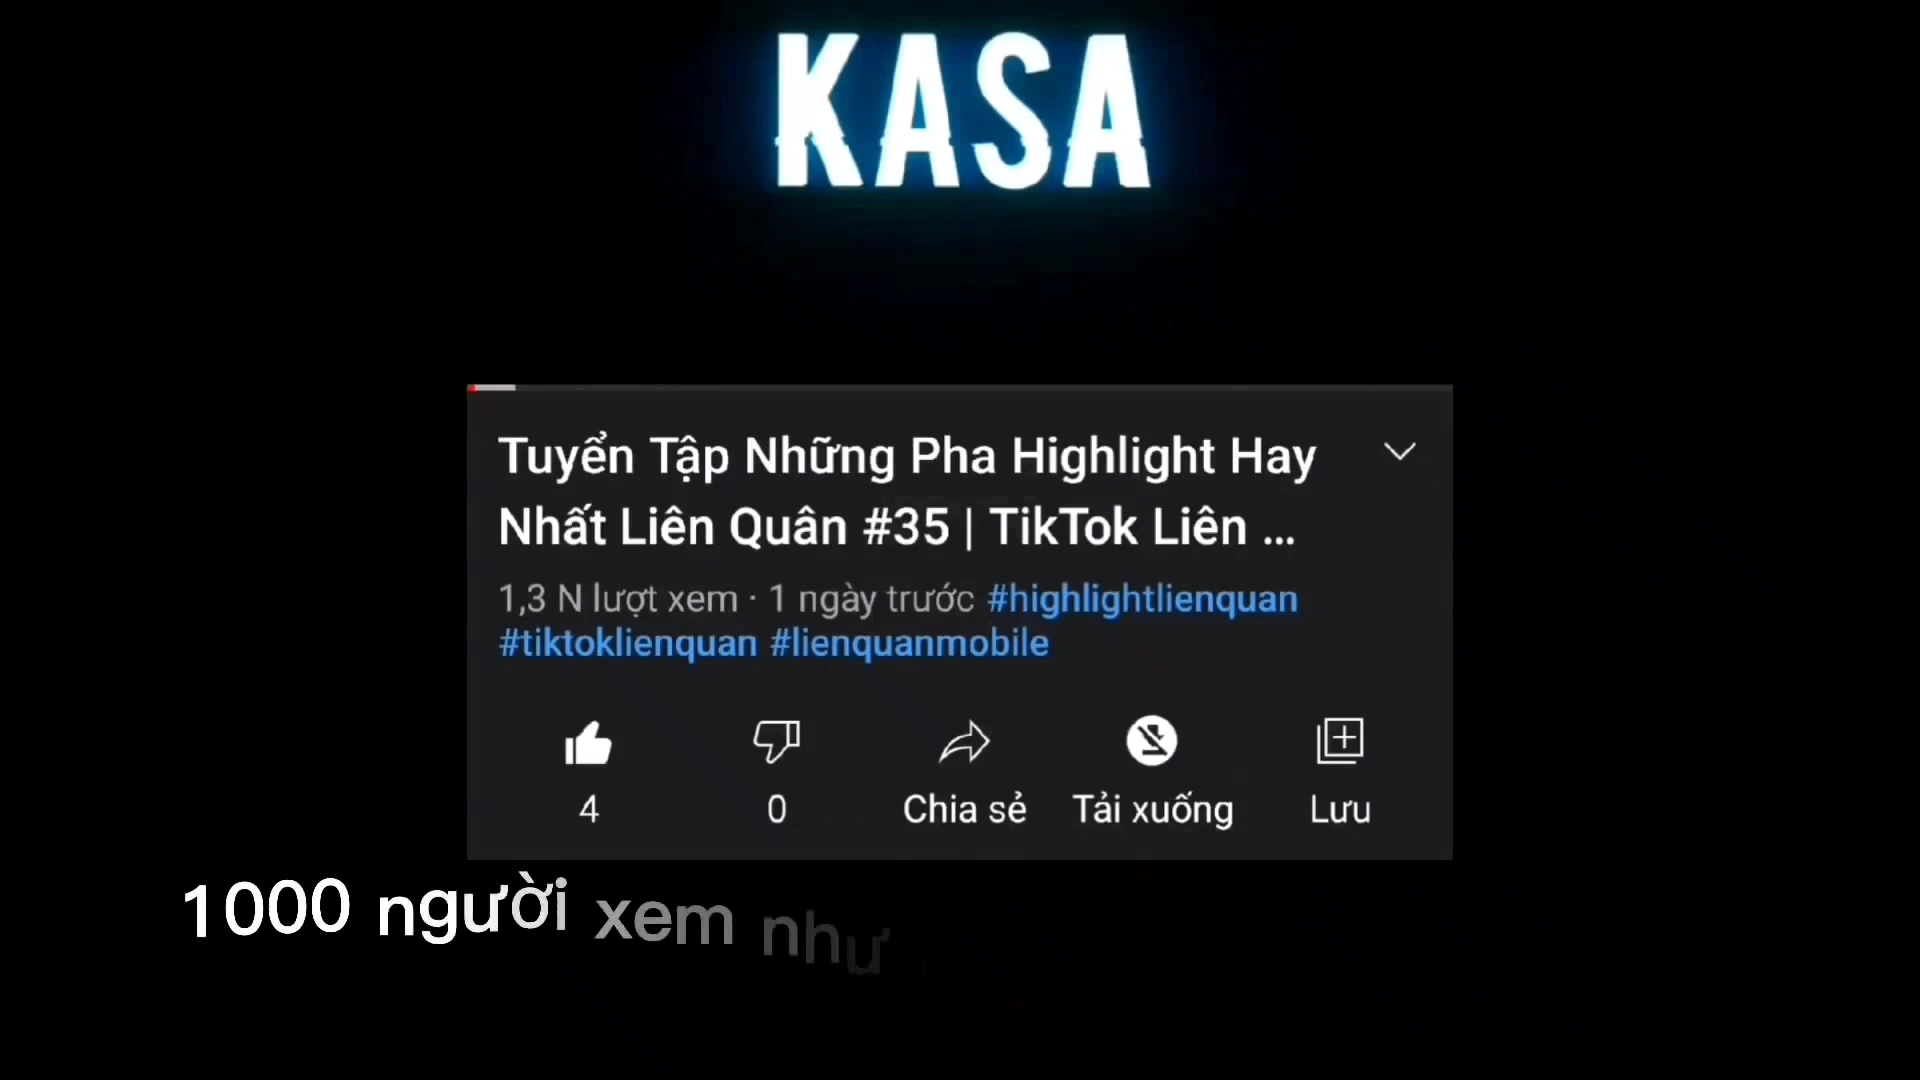 KASA
Tuyển Tập Những Pha Highlight Hay
Nhất Liên Quân #35 | TikTok Liên ...
1,3 N lượt xem · 1 ngày trước #highlightlienquan
#tiktoklienquan #lienquanmobile
4
0
Chia sẻ
Tải xuống
Lưu
1000 người xem như